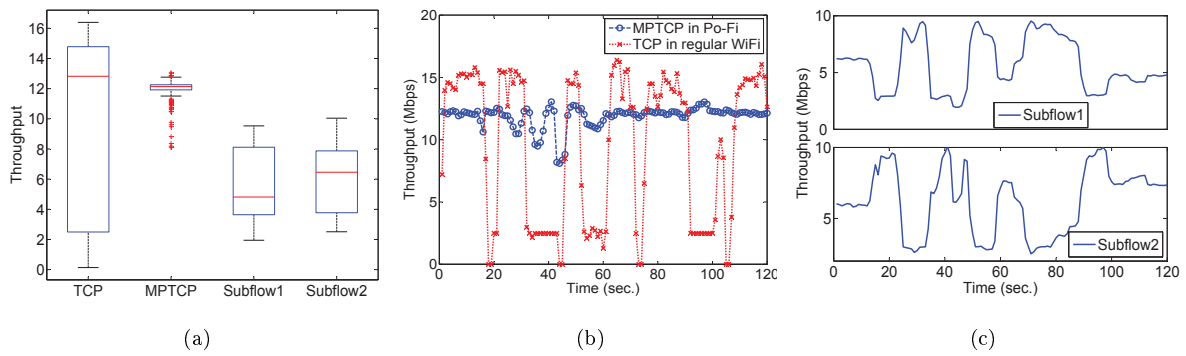 Throughput
16
14
12
10
8
6
4
2
0
TCP MPTCP Subflow1 Subflow2
(a)
Throughput (Mbps)
20
15
10
5
0
0 20 40 60 80 100 120
Time (sec.)
MPTCP in Po-Fi
TCP in regular WiFi
(b)
Throughput (Mbps)
10
5
0
Subflow1
Throughput (Mbps)
10
5
0 20 40 60 80 100 120
Time (sec.)
Subflow2
(c)